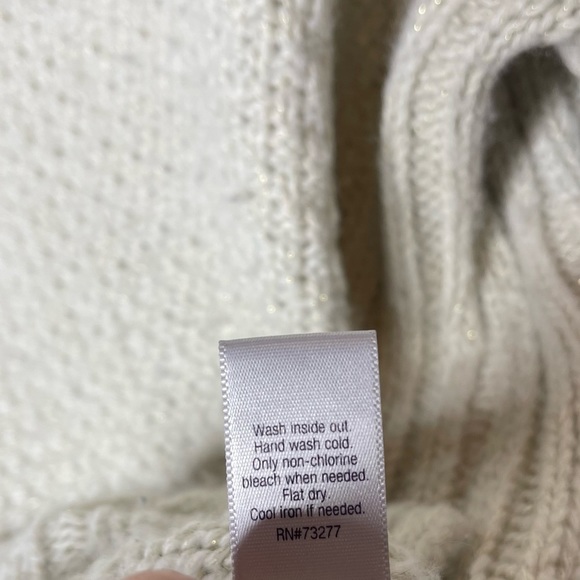 Wash inside out.
Hand wash cold.
Only non-chlorine
bleach when needed.
Flat dry.
Cool Iron if needed.
RN#73277